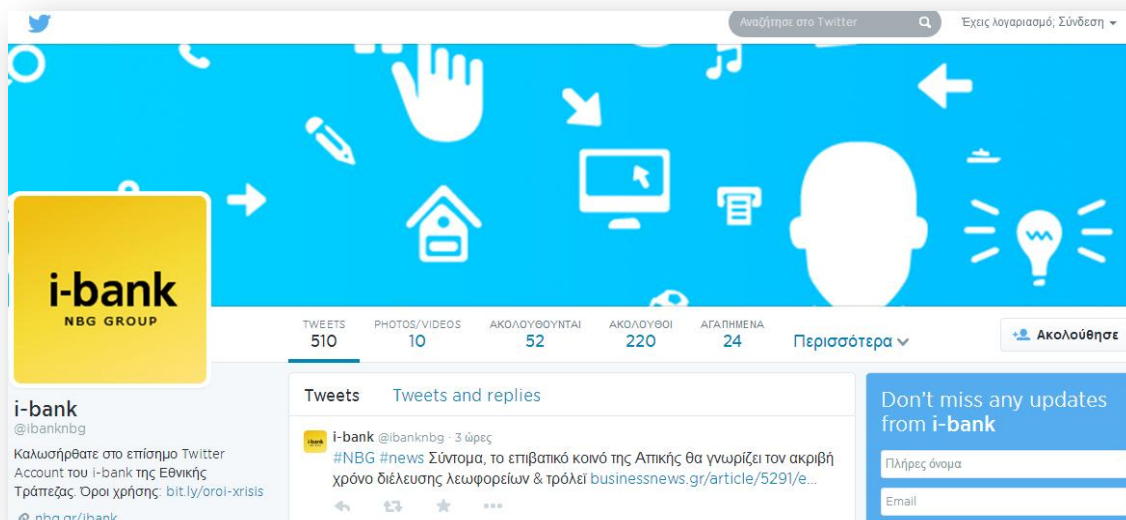 Αναζήτησε στο Twitter
Έχεις λογαριασμό; Σύνδεση
i-bank
NBG GROUP
TWEETS
510
PHOTOS/VIDEOS
10
ΑΚΟΛΟΥΘΟΥΝΤΑΙ
52
ΑΚΟΛΟΥΘΟΙ
220
ΑΓΑΠΗΜΕΝΑ
24
Περισσότερα
Ακολούθησε
i-bank
@ibanknbg
Καλωσήρθατε στο επίσημο Twitter
Account του i-bank της Εθνικής
Τράπεζας. Όροι χρήσης: bit.ly/oroi-xrisis
nbg.gr/ibank
Tweets Tweets and replies
i-bank
i-bank @ibanknbg · 3 ώρες
#NBG #news Σύντομα, το επιβατικό κοινό της Αττικής θα γνωρίζει τον ακριβή
χρόνο διέλευσης λεωφορείων & τρόλεϊ businessnews.gr/article/5291/e...
Don't miss any updates
from i-bank
Πλήρες όνομα
Email